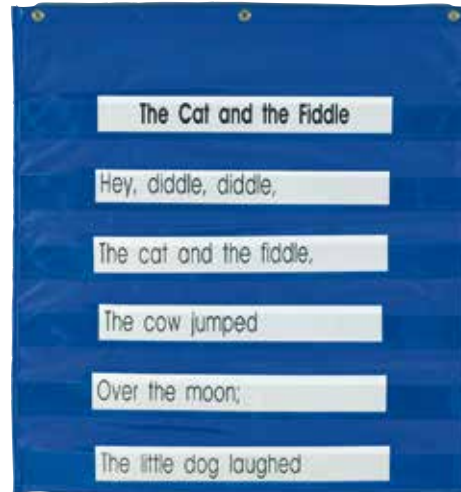 The Cat and the Fiddle
Hey, diddle, diddle,
The cat and the fiddle,
The cow jumped
Over the moon;
The little dog laughed